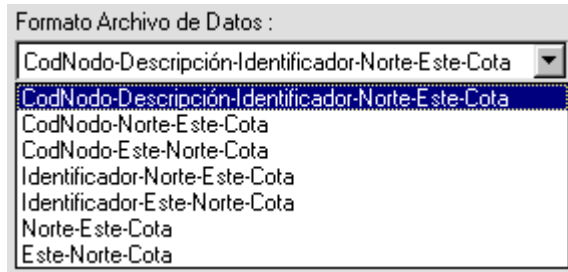 Formato Archivo de Datos :
CodNodo-Descripción-Identificador-Norte-Este-Cota
CodNodo-Descripción-Identificador-Norte-Este-Cota
CodNodo-Norte-Este-Cota
CodNodo-Este-Norte-Cota
Identificador-Norte-Este-Cota
Identificador-Este-Norte-Cota
Norte-Este-Cota
Este-Norte-Cota